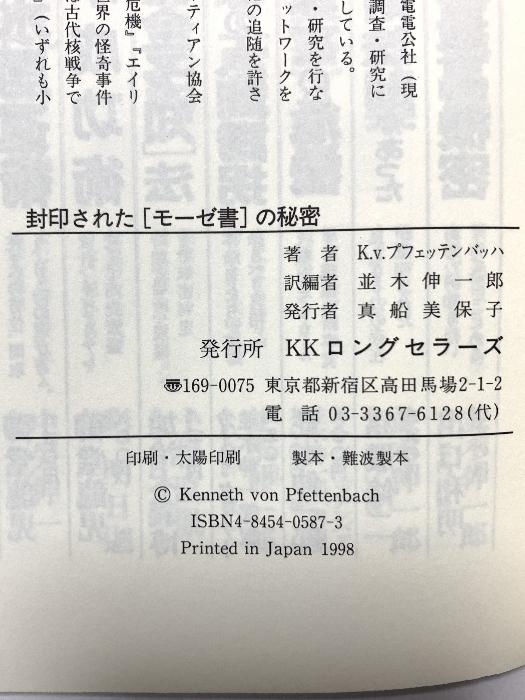 電電公社（現
調査・研究に
している。
・研究を行な
ットワークを
の追随を許さ
ティアン協会
危機』『エイリ
世界の怪奇事件
は古代核戦争で
』（いずれも小
封印された［モーゼ書］の秘密
著　者　K.v.プフェッテンバッハ
訳編者　並木伸一郎
発行者　真船美保子
発行所　KKロングセラーズ
〠169-0075 東京都新宿区高田馬場2-1-2
電　話 03-3367-6128(代)
印刷・太陽印刷　　製本・難波製本
© Kenneth von Pfettenbach
ISBN4-8454-0587-3
Printed in Japan 1998